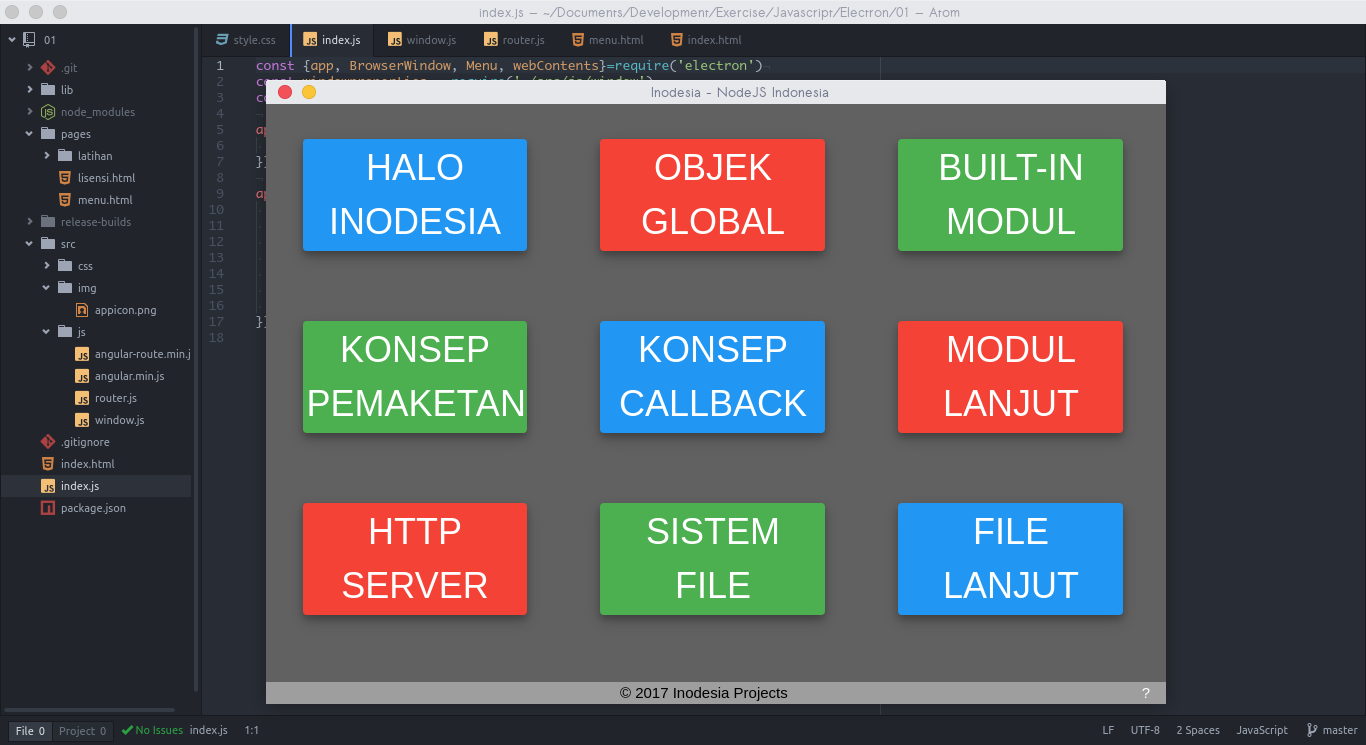 index.js — ~/Documents/Development/Exercise/Javascript/Electron/01 — Atom
01
.git
lib
node_modules
pages
latihan
lisensi.html
menu.html
release-builds
src
css
img
appicon.png
js
angular-route.min.j
angular.min.js
router.js
window.js
.gitignore
index.html
index.js
package.json
style.css
index.js
window.js
router.js
menu.html
index.html
1 const {app, BrowserWindow, Menu, webContents}=require('electron')
2
3
4
5
6
7
8
9
10
11
12
13
14
15
16
17
18
Inodesia - NodeJS Indonesia
HALO
INODESIA
OBJEK
GLOBAL
BUILT-IN
MODUL
KONSEP
PEMAKETAN
KONSEP
CALLBACK
MODUL
LANJUT
HTTP
SERVER
SISTEM
FILE
FILE
LANJUT
© 2017 Inodesia Projects ?
File 0 Project 0 No Issues index.js 1:1 LF UTF-8 2 Spaces JavaScript master